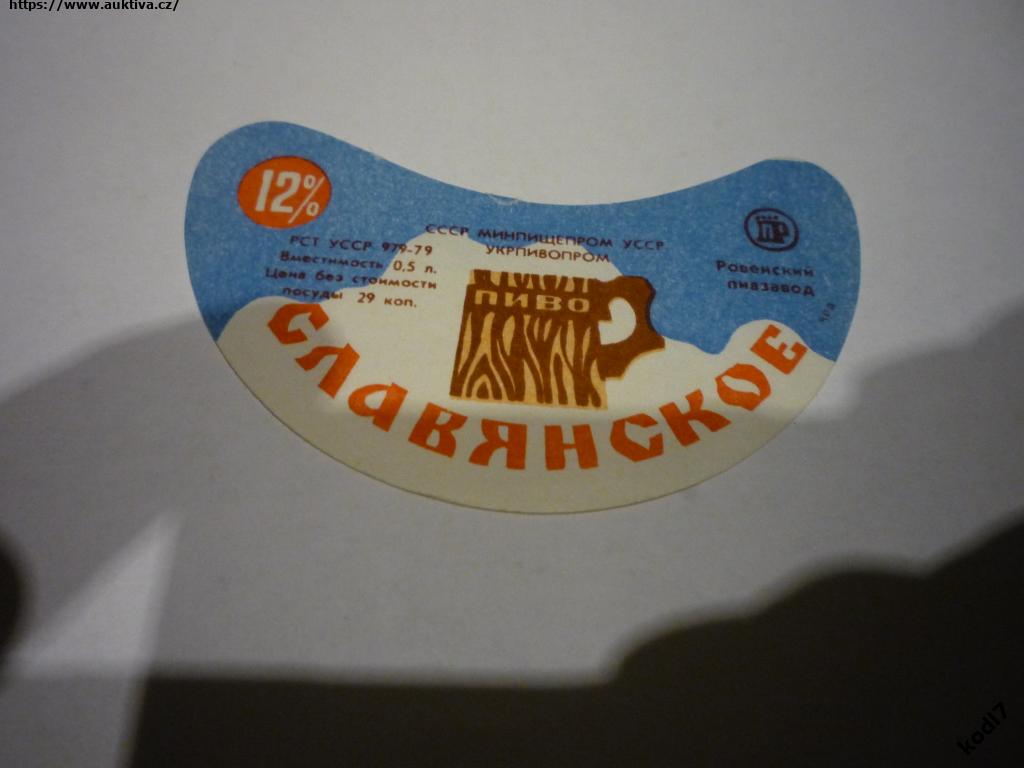 https://www.auktiva.cz/
12%
РСТ УССР 979-79
Вместимость 0,5 л.
Цена без стоимости
посуды 29 коп.
СССР МИНПИЩЕПРОМ УССР
УКРПИВОПРОМ
ПИВО
ПР
Ровенский
пивзавод
СЛАВЯНСКОЕ
kodl7